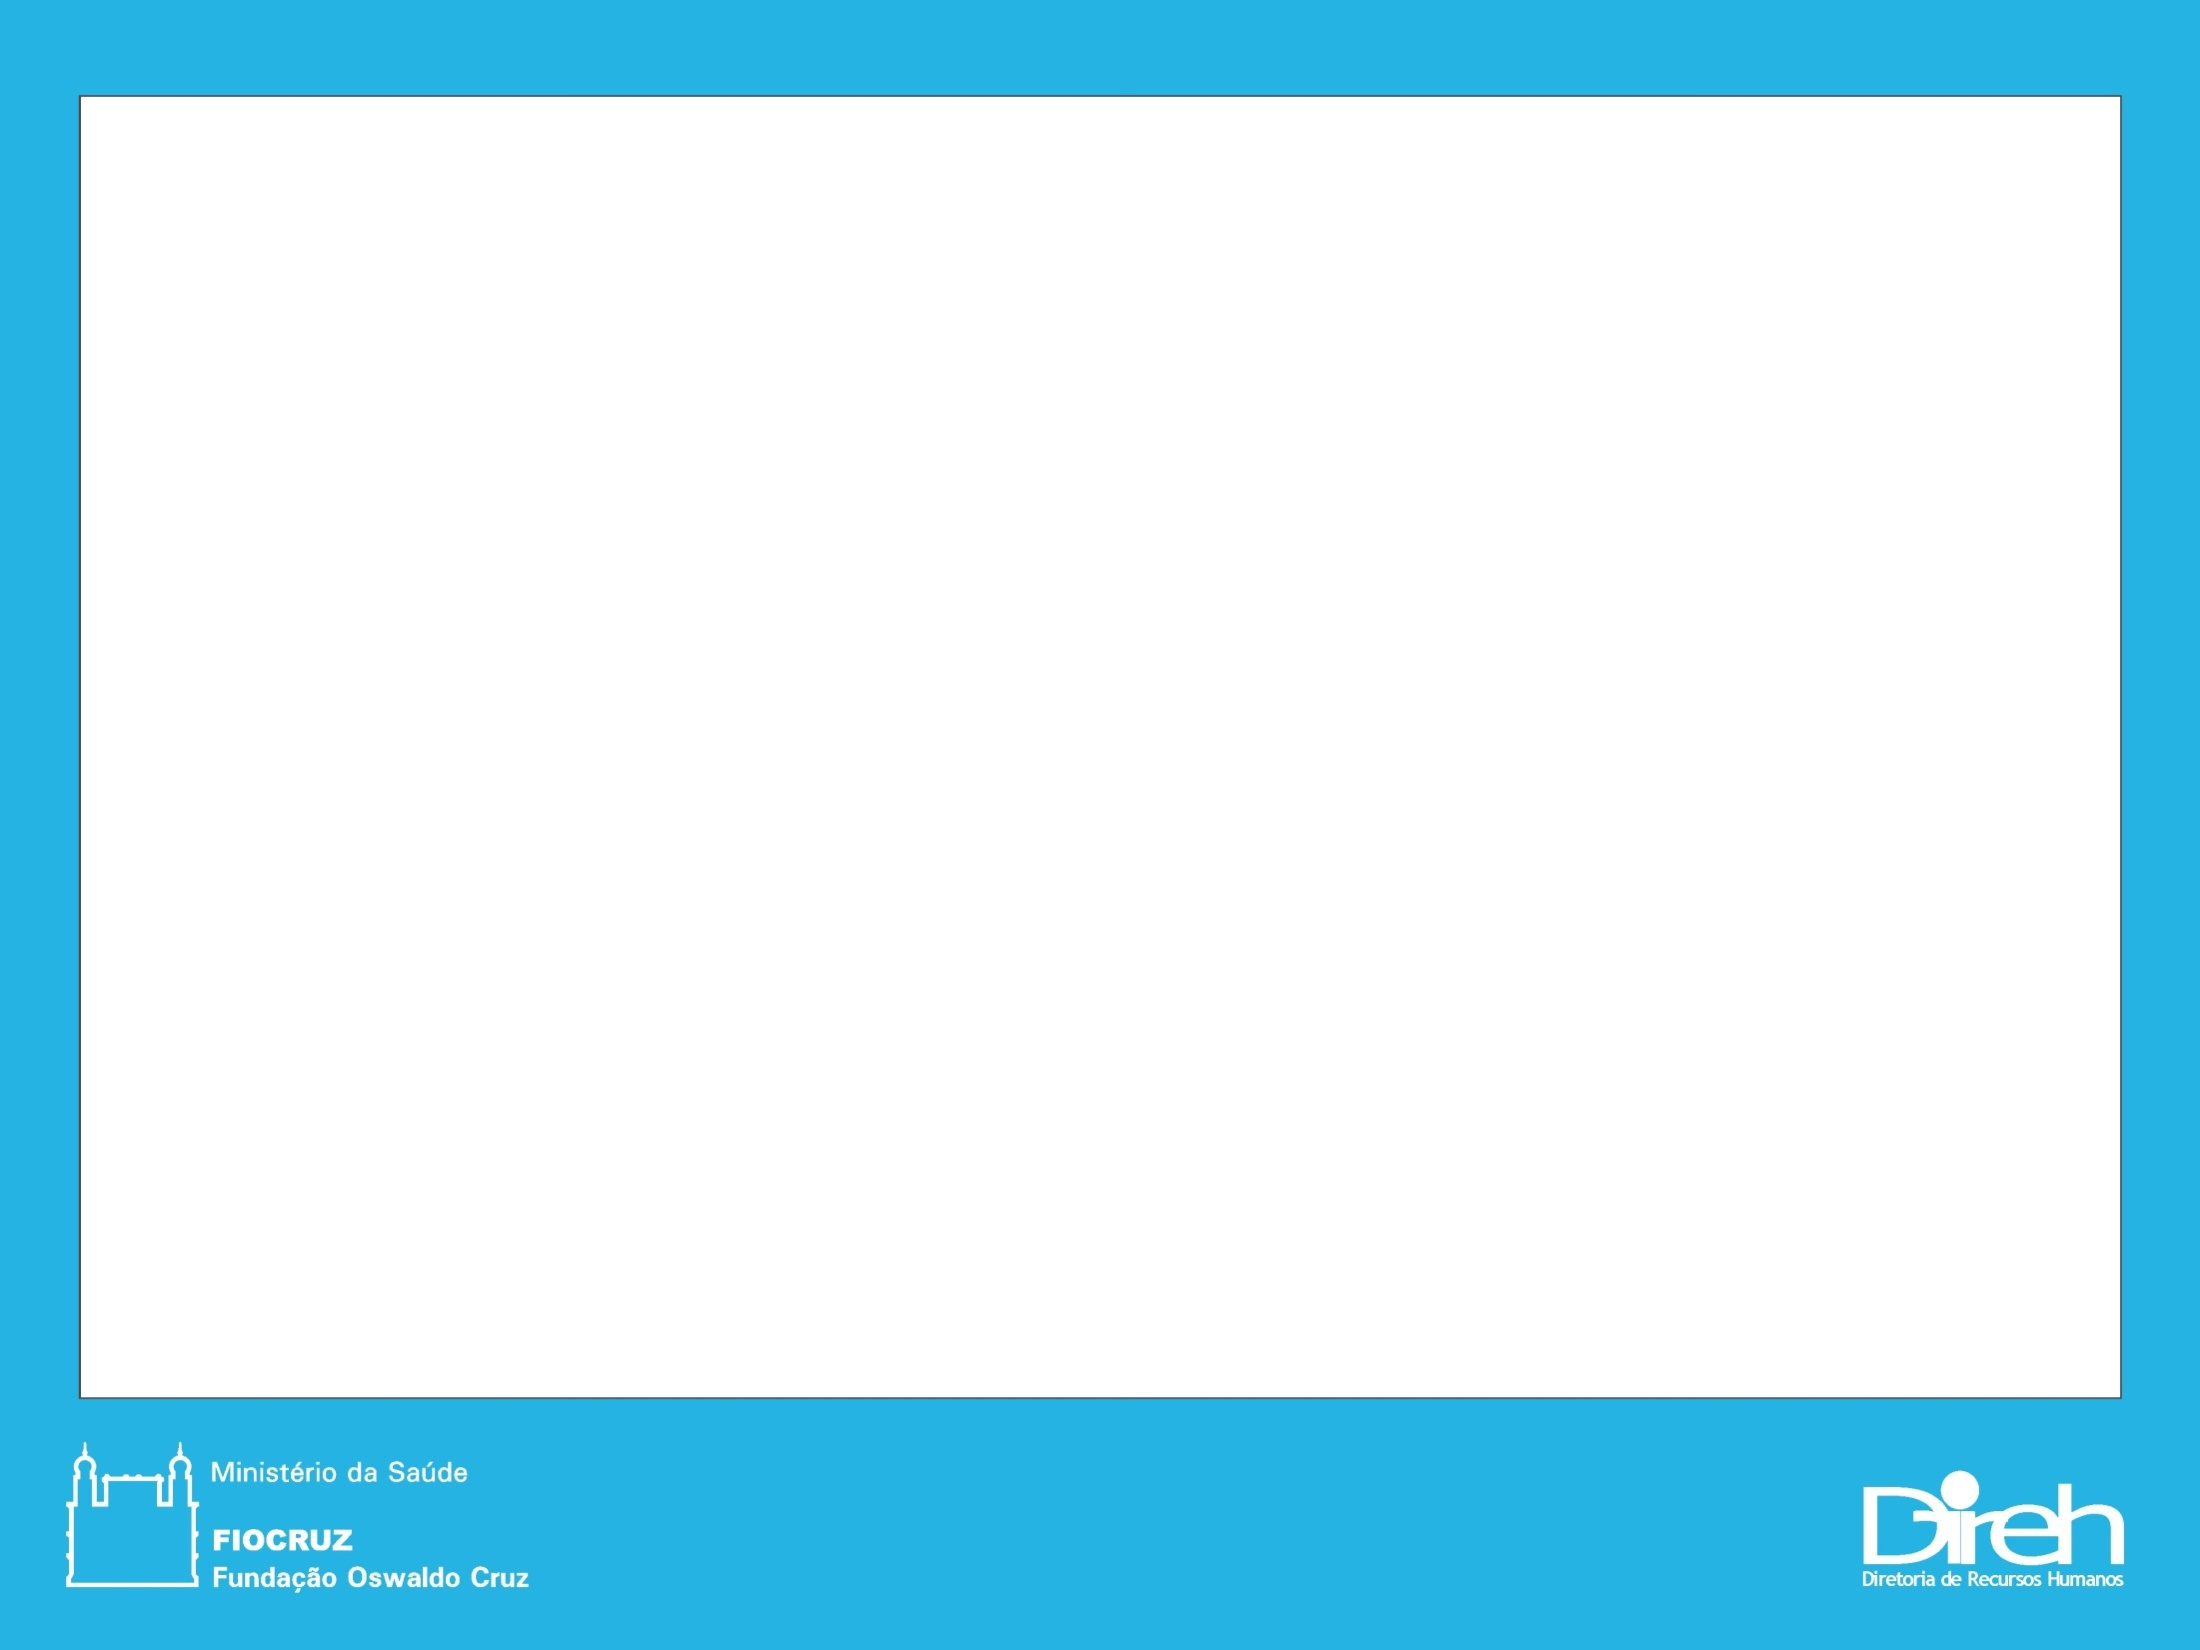 Ministério da Saúde
FIOCRUZ
Fundação Oswaldo Cruz
Direh
Diretoria de Recursos Humanos